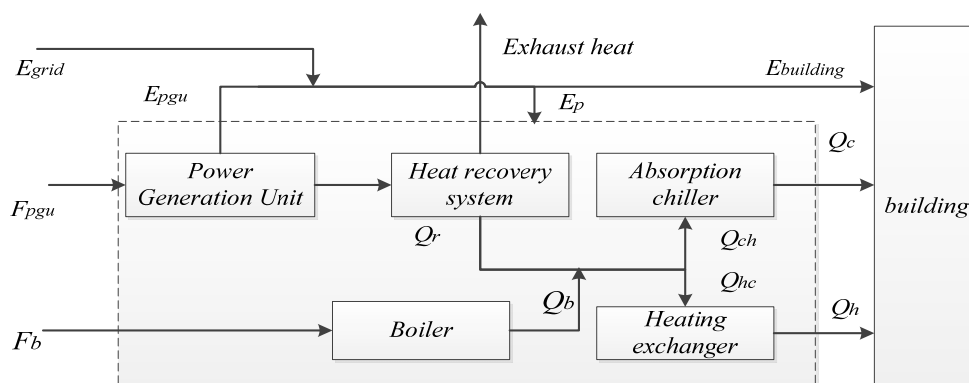 Exhaust heat
Egrid
Ebuilding
Epgu
Ep
Qc
Power
Generation Unit
Heat recovery
system
Absorption
chiller
Fpgu
building
Qr
Qch
Qhc
Qb
Qh
Fb
Boiler
Heating
exchanger